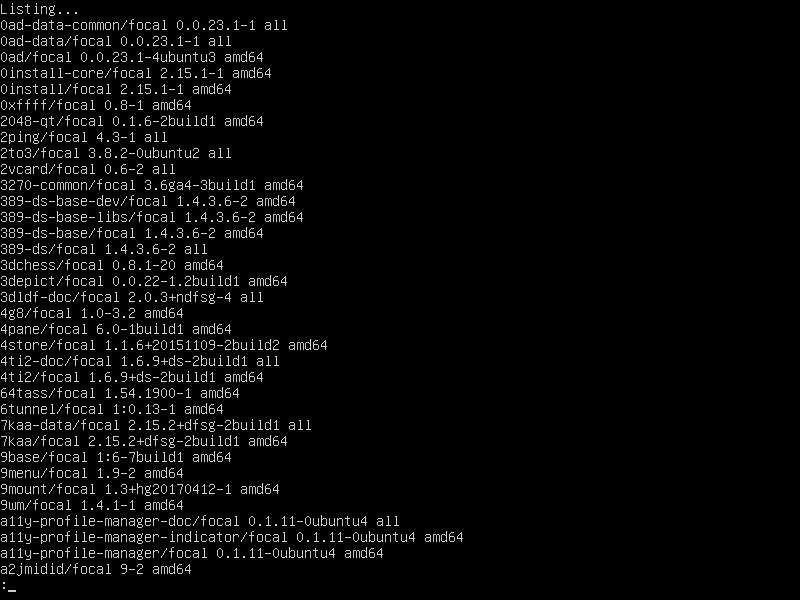 Listing...
0ad-data-common/focal 0.0.23.1-1 all
0ad-data/focal 0.0.23.1-1 all
0ad/focal 0.0.23.1-4ubuntu3 amd64
0install-core/focal 2.15.1-1 amd64
0install/focal 2.15.1-1 amd64
0xffff/focal 0.8-1 amd64
2048-qt/focal 0.1.6-2build1 amd64
2ping/focal 4.3-1 all
2to3/focal 3.8.2-0ubuntu2 all
2vcard/focal 0.6-2 all
3270-common/focal 3.6ga4-3build1 amd64
389-ds-base-dev/focal 1.4.3.6-2 amd64
389-ds-base-libs/focal 1.4.3.6-2 amd64
389-ds-base/focal 1.4.3.6-2 amd64
389-ds/focal 1.4.3.6-2 all
3dchess/focal 0.8.1-20 amd64
3depict/focal 0.0.22-1.2build1 amd64
3dldf-doc/focal 2.0.3+ndfsg-4 all
4g8/focal 1.0-3.2 amd64
4pane/focal 6.0-1build1 amd64
4store/focal 1.1.6+20151109-2build2 amd64
4ti2-doc/focal 1.6.9+ds-2build1 all
4ti2/focal 1.6.9+ds-2build1 amd64
64tass/focal 1.54.1900-1 amd64
6tunnel/focal 1:0.13-1 amd64
7kaa-data/focal 2.15.2+dfsg-2build1 all
7kaa/focal 2.15.2+dfsg-2build1 amd64
9base/focal 1:6-7build1 amd64
9menu/focal 1.9-2 amd64
9mount/focal 1.3+hg20170412-1 amd64
9wm/focal 1.4.1-1 amd64
a11y-profile-manager-doc/focal 0.1.11-0ubuntu4 all
a11y-profile-manager-indicator/focal 0.1.11-0ubuntu4 amd64
a11y-profile-manager/focal 0.1.11-0ubuntu4 amd64
a2jmidid/focal 9-2 amd64
:_